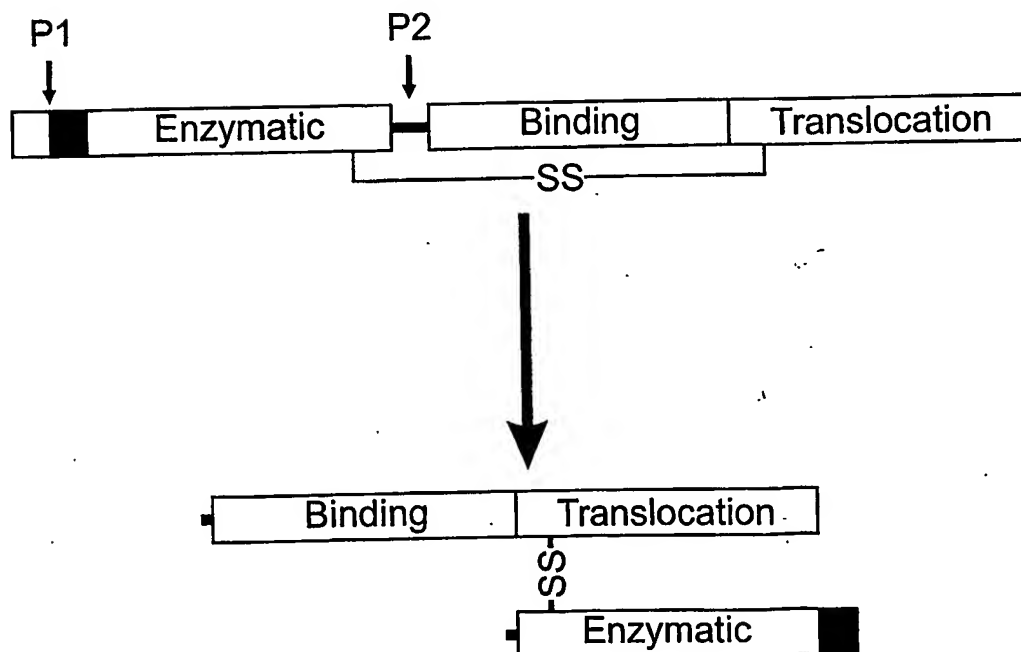 P1
P2
Enzymatic
Binding
Translocation
SS
Binding
Translocation
SS
Enzymatic